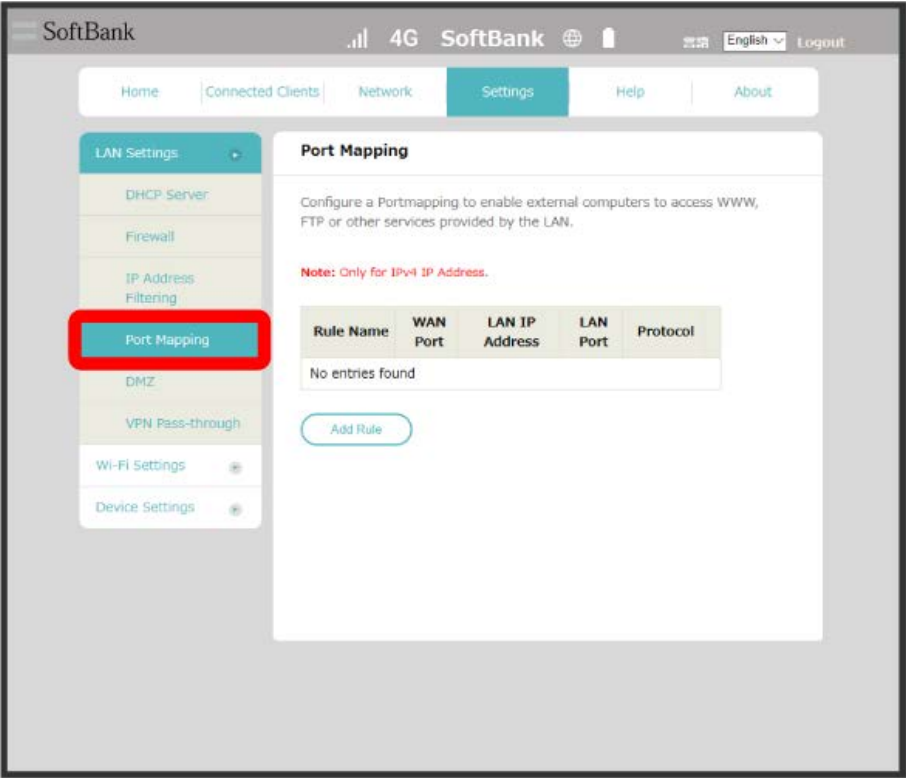 SoftBank
4G SoftBank
English
Logout
Home
Connected Clients
Network
Settings
Help
About
LAN Settings
DHCP Server
Firewall
IP Address
Filtering
Port Mapping
DMZ
VPN Pass-through
Wi-Fi Settings
Device Settings
Port Mapping
Configure a Portmapping to enable external computers to access WWW,
FTP or other services provided by the LAN.
Note: Only for IPv4 IP Address.
Rule Name
WAN
Port
LAN IP
Address
LAN
Port
Protocol
No entries found
Add Rule